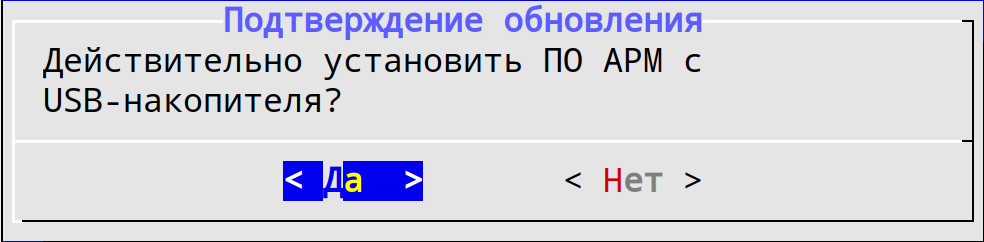 Подтверждение обновления
Действительно установить ПО АРМ с
USB-накопителя?
< Да > < Нет >